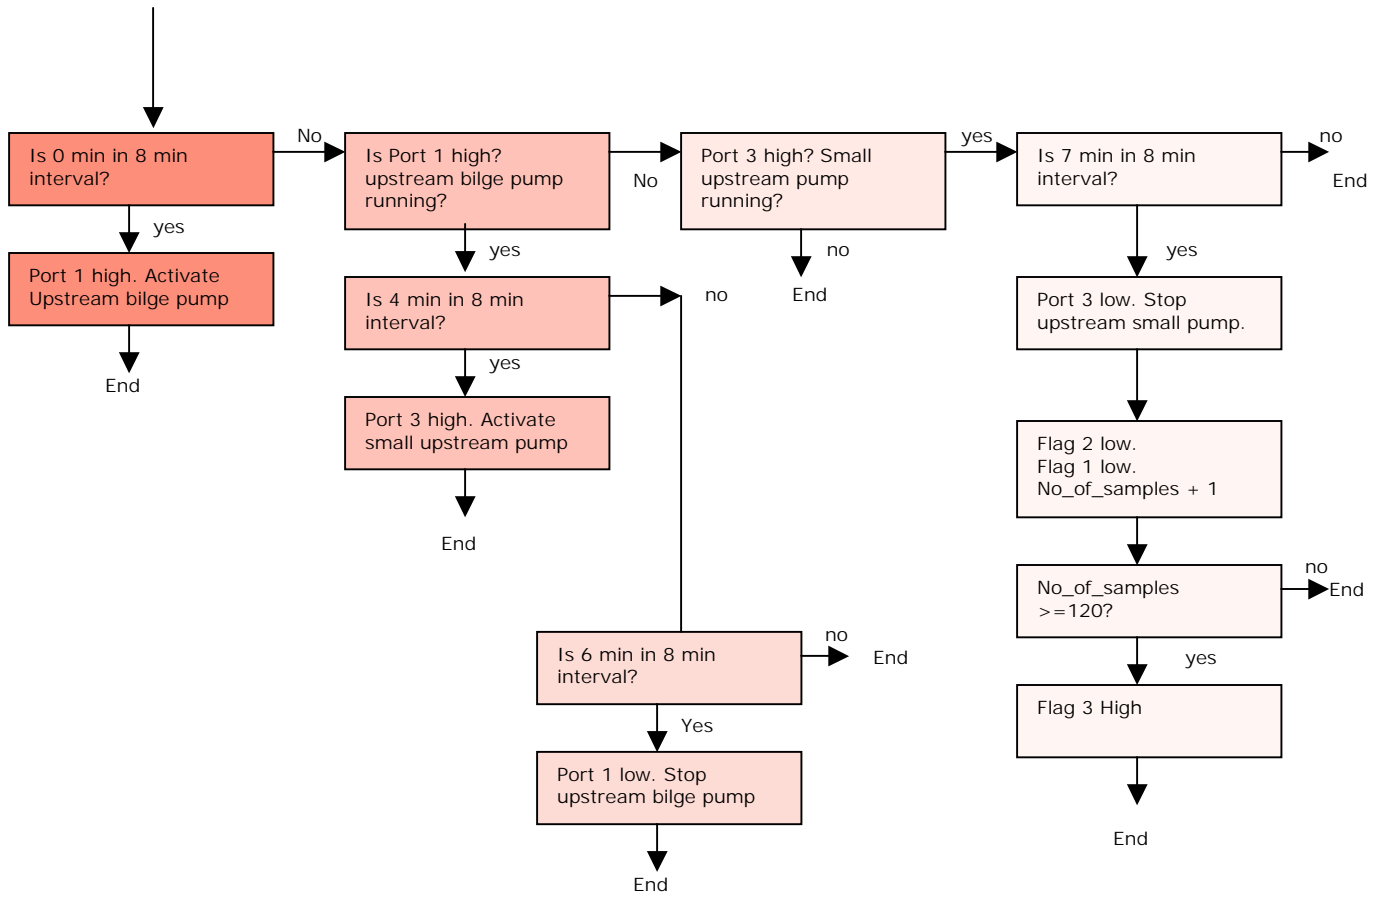 Is 0 min in 8 min
interval?
No
yes
Port 1 high. Activate
Upstream bilge pump
End
Is Port 1 high?
upstream bilge pump
running?
No
yes
Is 4 min in 8 min
interval?
no
yes
Port 3 high. Activate
small upstream pump
End
Is 6 min in 8 min
interval?
no
End
Yes
Port 1 low. Stop
upstream bilge pump
End
Port 3 high? Small
upstream pump
running?
yes
no
End
Is 7 min in 8 min
interval?
no
End
yes
Port 3 low. Stop
upstream small pump.
Flag 2 low.
Flag 1 low.
No_of_samples + 1
No_of_samples
>=120?
no
End
yes
Flag 3 High
End